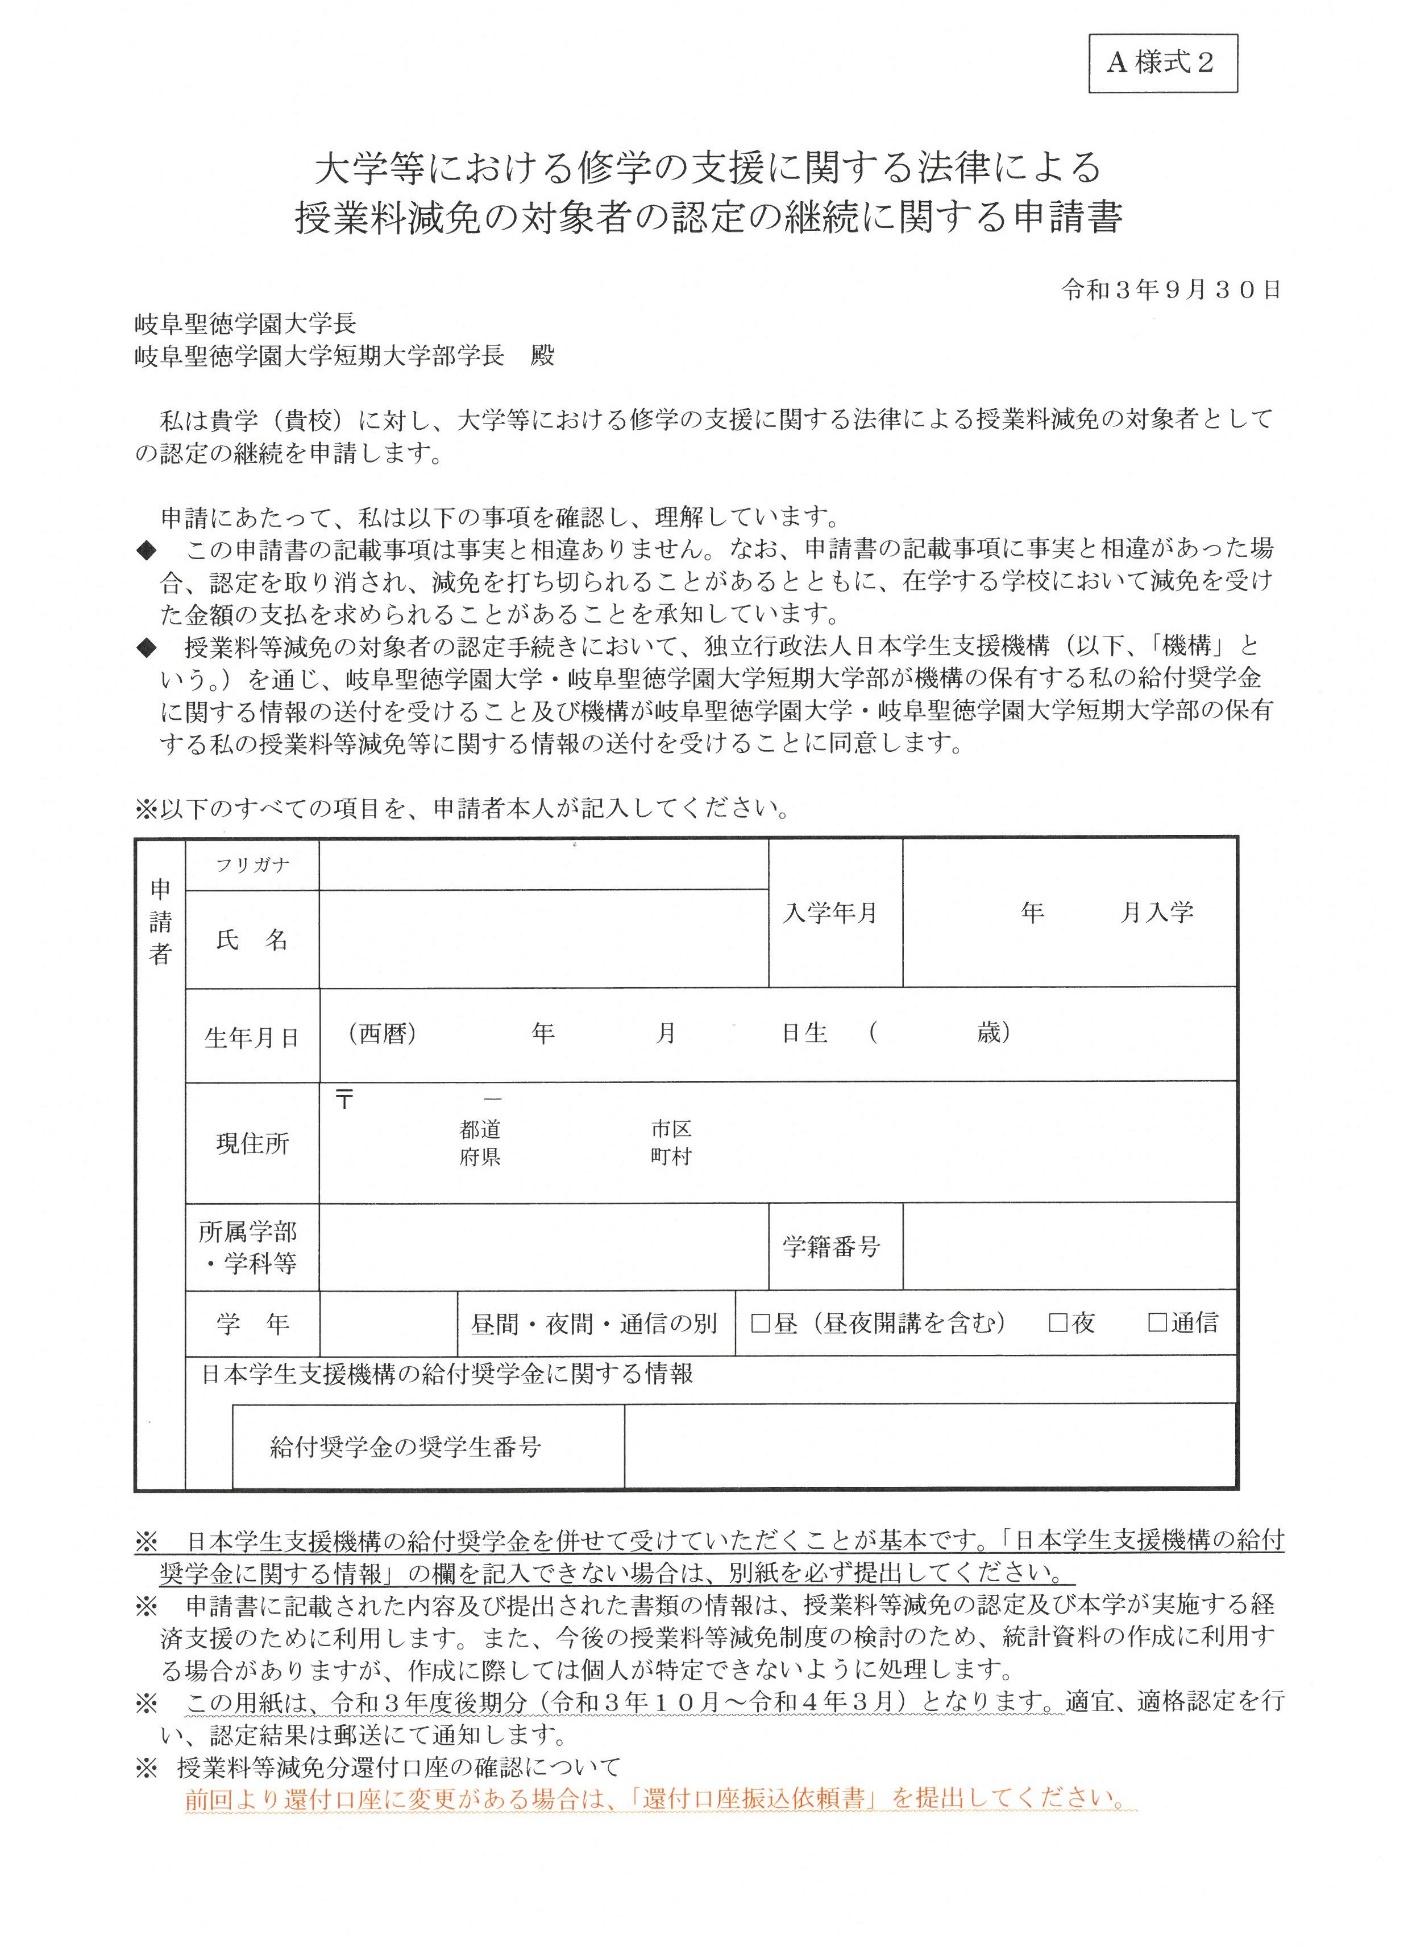 A 様式２
大学等における修学の支援に関する法律による
授業料減免の対象者の認定の継続に関する申請書
令和３年９月３０日
岐阜聖徳学園大学長
岐阜聖徳学園大学短期大学部学長　殿
私は貴学（貴校）に対し、大学等における修学の支援に関する法律による授業料減免の対象者として
の認定の継続を申請します。
申請にあたって、私は以下の事項を確認し、理解しています。
◆　この申請書の記載事項は事実と相違ありません。なお、申請書の記載事項に事実と相違があった場
合、認定を取り消され、減免を打ち切られることがあるとともに、在学する学校において減免を受け
た金額の支払を求められることがあることを承知しています。
◆　授業料等減免の対象者の認定手続きにおいて、独立行政法人日本学生支援機構（以下、「機構」と
いう。）を通じ、岐阜聖徳学園大学・岐阜聖徳学園大学短期大学部が機構の保有する私の給付奨学金
に関する情報の送付を受けること及び機構が岐阜聖徳学園大学・岐阜聖徳学園大学短期大学部の保有
する私の授業料等減免等に関する情報の送付を受けることに同意します。
※以下のすべての項目を、申請者本人が記入してください。
申請者
フリガナ
氏　名
入学年月
年　　　月入学
生年月日
（西暦）　　　　年　　　　月　　　　日生　（　　　　歳）
現住所
〒　　　　　―
都道　　　　　　市区
府県　　　　　　町村
所属学部
・学科等
学籍番号
学　年
昼間・夜間・通信の別
□昼（昼夜開講を含む）　□夜　　□通信
日本学生支援機構の給付奨学金に関する情報
給付奨学金の奨学生番号
※　日本学生支援機構の給付奨学金を併せて受けていただくことが基本です。「日本学生支援機構の給付
奨学金に関する情報」の欄を記入できない場合は、別紙を必ず提出してください。
※　申請書に記載された内容及び提出された書類の情報は、授業料等減免の認定及び本学が実施する経
済支援のために利用します。また、今後の授業料等減免制度の検討のため、統計資料の作成に利用す
る場合がありますが、作成に際しては個人が特定できないように処理します。
※　この用紙は、令和３年度後期分（令和３年１０月～令和４年３月）となります。適宜、適格認定を行
い、認定結果は郵送にて通知します。
※ 授業料等減免分還付口座の確認について
前回より還付口座に変更がある場合は、「還付口座振込依頼書」を提出してください。